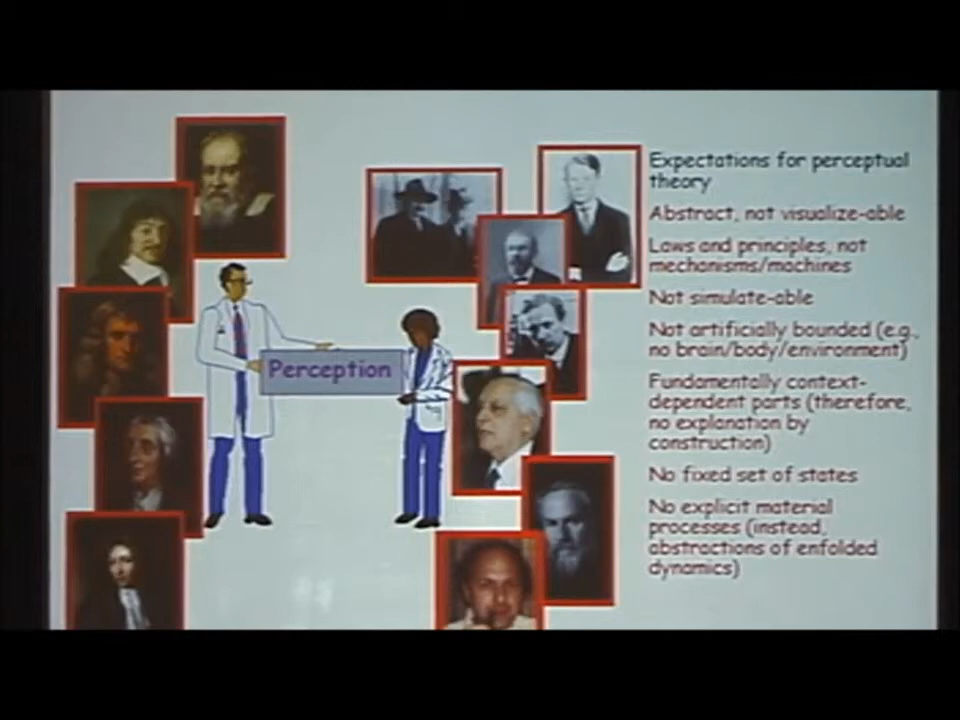 Perception
Expectations for perceptual
theory
Abstract, not visualize-able
Laws and principles, not
mechanisms/machines
Not simulate-able
Not artificially bounded (e.g.,
no brain/body/environment)
Fundamentally context-
dependent parts (therefore,
no explanation by
construction)
No fixed set of states
No explicit material
processes (instead,
abstractions of enfolded
dynamics)